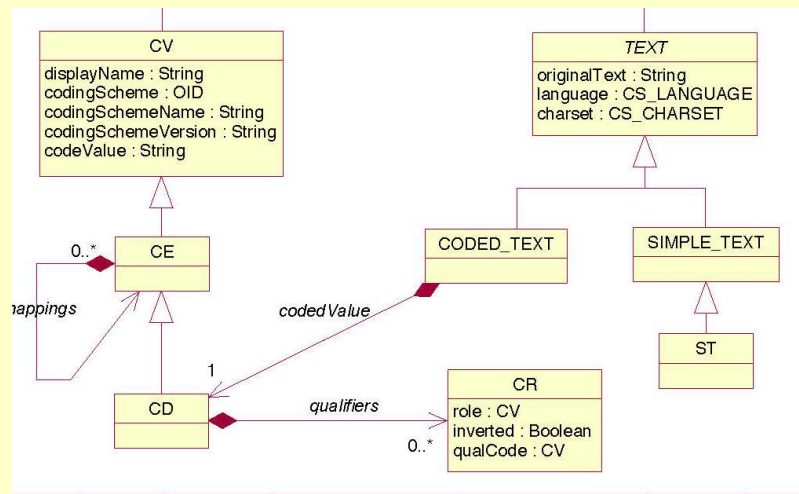 CV
displayName : String
codingScheme : OID
codingSchemeName : String
codingSchemeVersion : String
codeValue : String
TEXT
originalText : String
language : CS_LANGUAGE
charset : CS_CHARSET
0..*
CE
CODED_TEXT
SIMPLE_TEXT
nappings
codedValue
ST
1
CD
qualifiers
0..*
CR
role : CV
inverted : Boolean
qualCode : CV